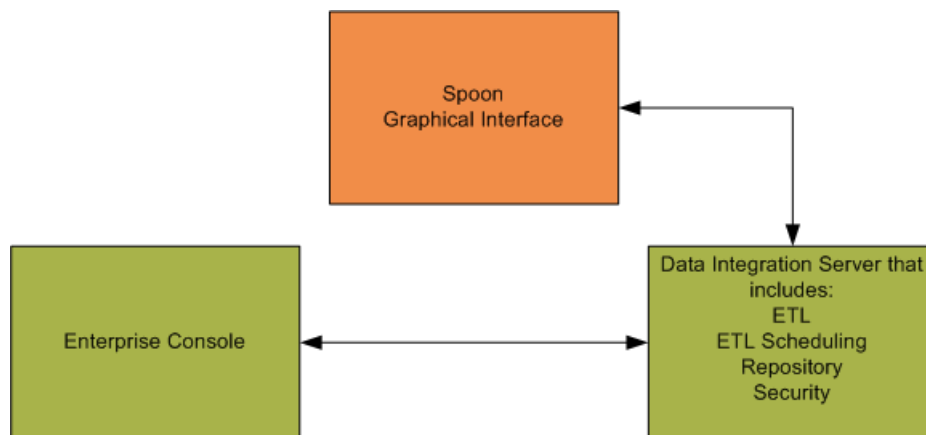 Spoon
Graphical Interface
Enterprise Console
Data Integration Server that
includes:
ETL
ETL Scheduling
Repository
Security